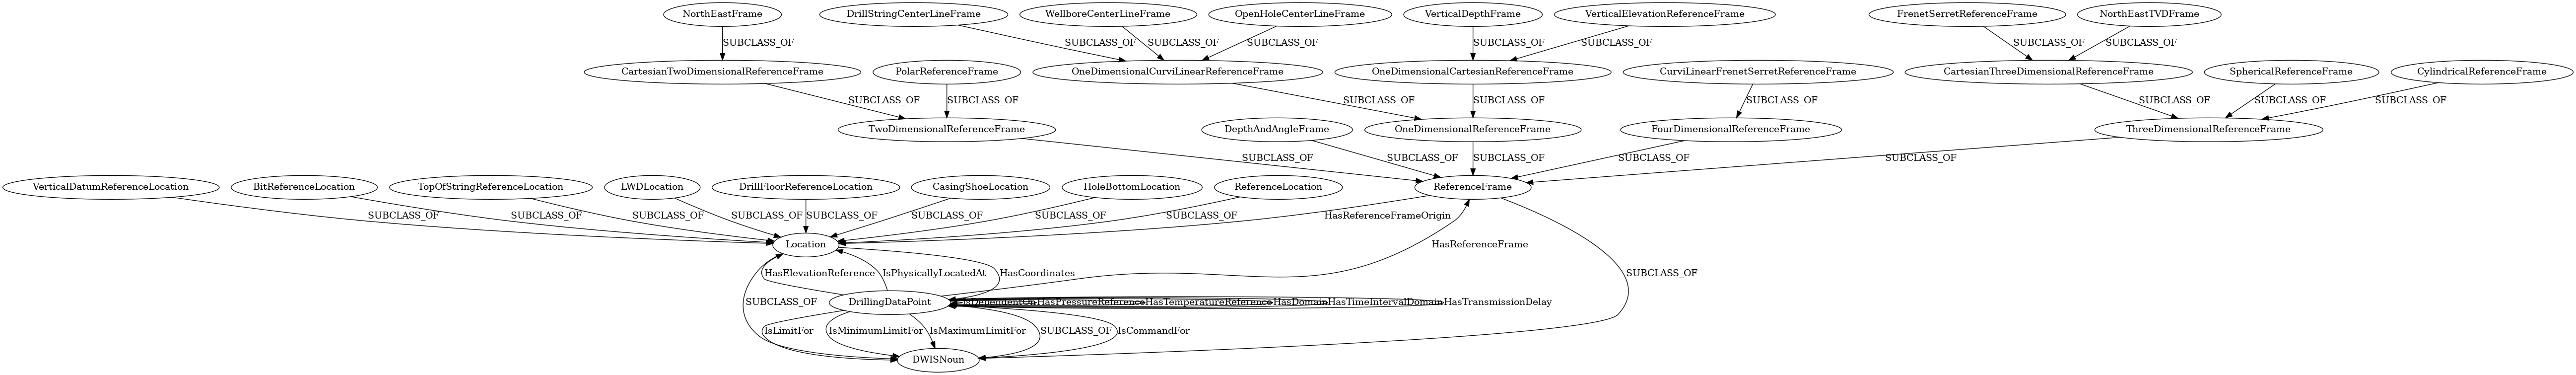 NorthEastFrame
DrillStringCenterLineFrame
WellboreCenterLineFrame
OpenHoleCenterLineFrame
VerticalDepthFrame
VerticalElevationReferenceFrame
FrenetSerretReferenceFrame
NorthEastTVDFrame
SUBCLASS_OF
SUBCLASS_OF
SUBCLASS_OF
SUBCLASS_OF
SUBCLASS_OF
SUBCLASS_OF
SUBCLASS_OF
SUBCLASS_OF
CartesianTwoDimensionalReferenceFrame
PolarReferenceFrame
OneDimensionalCurviLinearReferenceFrame
OneDimensionalCartesianReferenceFrame
CurviLinearFrenetSerretReferenceFrame
CartesianThreeDimensionalReferenceFrame
SphericalReferenceFrame
CylindricalReferenceFrame
SUBCLASS_OF
SUBCLASS_OF
SUBCLASS_OF
SUBCLASS_OF
SUBCLASS_OF
SUBCLASS_OF
SUBCLASS_OF
SUBCLASS_OF
TwoDimensionalReferenceFrame
DepthAndAngleFrame
OneDimensionalReferenceFrame
FourDimensionalReferenceFrame
ThreeDimensionalReferenceFrame
SUBCLASS_OF
SUBCLASS_OF
SUBCLASS_OF
SUBCLASS_OF
SUBCLASS_OF
VerticalDatumReferenceLocation
BitReferenceLocation
TopOfStringReferenceLocation
LWDLocation
DrillFloorReferenceLocation
CasingShoeLocation
HoleBottomLocation
ReferenceLocation
ReferenceFrame
SUBCLASS_OF
SUBCLASS_OF
SUBCLASS_OF
SUBCLASS_OF
SUBCLASS_OF
SUBCLASS_OF
SUBCLASS_OF
SUBCLASS_OF
HasReferenceFrameOrigin
Location
HasReferenceFrame
HasElevationReference
IsPhysicallyLocatedAt
HasCoordinates
SUBCLASS_OF
SUBCLASS_OF
DrillingDataPoint
IsDependentOn
HasPressureReference
HasTemperatureReference
HasDomain
HasTimeIntervalDomain
HasTransmissionDelay
IsLimitFor
IsMinimumLimitFor
IsMaximumLimitFor
SUBCLASS_OF
IsCommandFor
DWISNoun